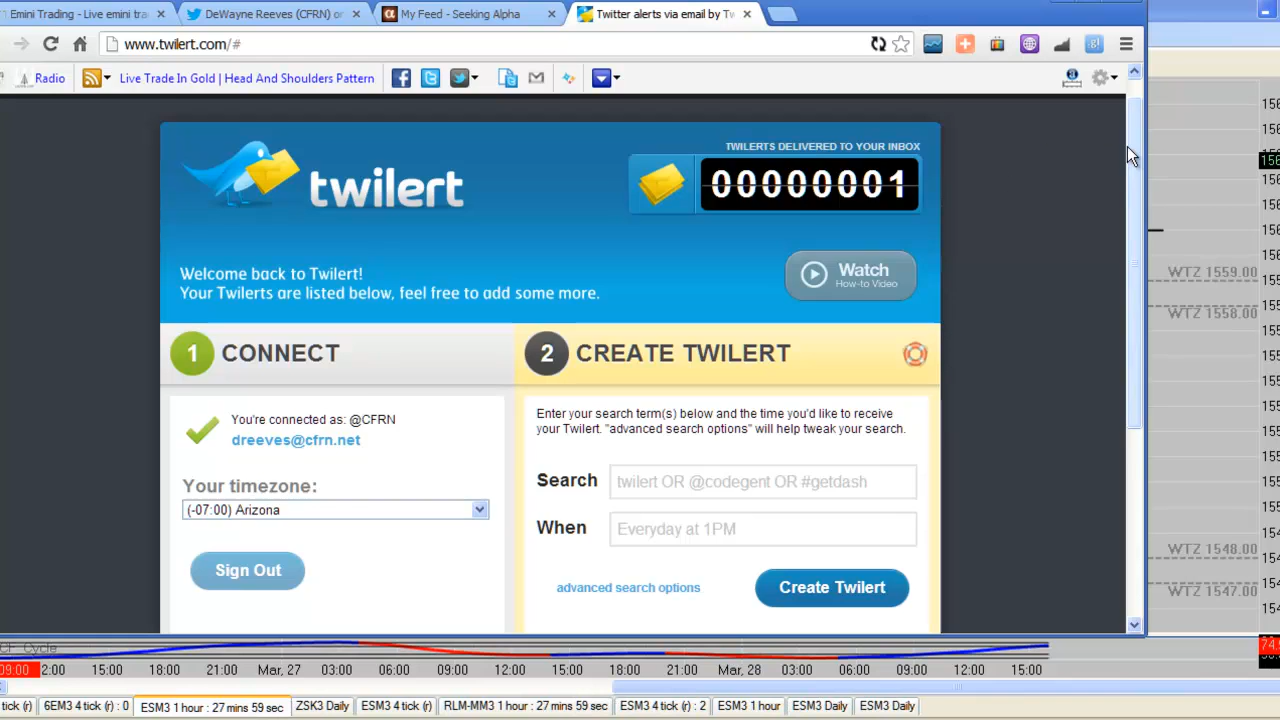 Emini Trading - Live emini tra
DeWayne Reeves (CFRN) or
My Feed - Seeking Alpha
Twitter alerts via email by Tw
www.twilert.com/#
Radio
Live Trade In Gold | Head And Shoulders Pattern
TWILERTS DELIVERED TO YOUR INBOX
twilert
00000001
Welcome back to Twilert!
Your Twilerts are listed below, feel free to add some more.
Watch
How-to Video
1 CONNECT
2 CREATE TWILERT
You're connected as: @CFRN
dreeves@cfrn.net
Your timezone:
(-07:00) Arizona
Sign Out
Enter your search term(s) below and the time you'd like to receive
your Twilert. "advanced search options" will help tweak your search.
Search twilert OR @codegent OR #getdash
When Everyday at 1PM
advanced search options
Create Twilert
WTZ 1559.00
WTZ 1558.00
WTZ 1548.00
WTZ 1547.00
CF Cycle
09:00 2:00 15:00 18:00 21:00 Mar, 27 03:00 06:00 09:00 12:00 15:00 18:00 21:00 Mar, 28 03:00 06:00 09:00 12:00 15:00
tick (r) 6EM3 4 tick (r) : 0 ESM3 1 hour : 27 mins 59 sec ZSK3 Daily ESM3 4 tick (r) RLM-MM3 1 hour : 27 mins 59 sec ESM3 4 tick (r) : 2 ESM3 1 hour ESM3 Daily ESM3 Daily